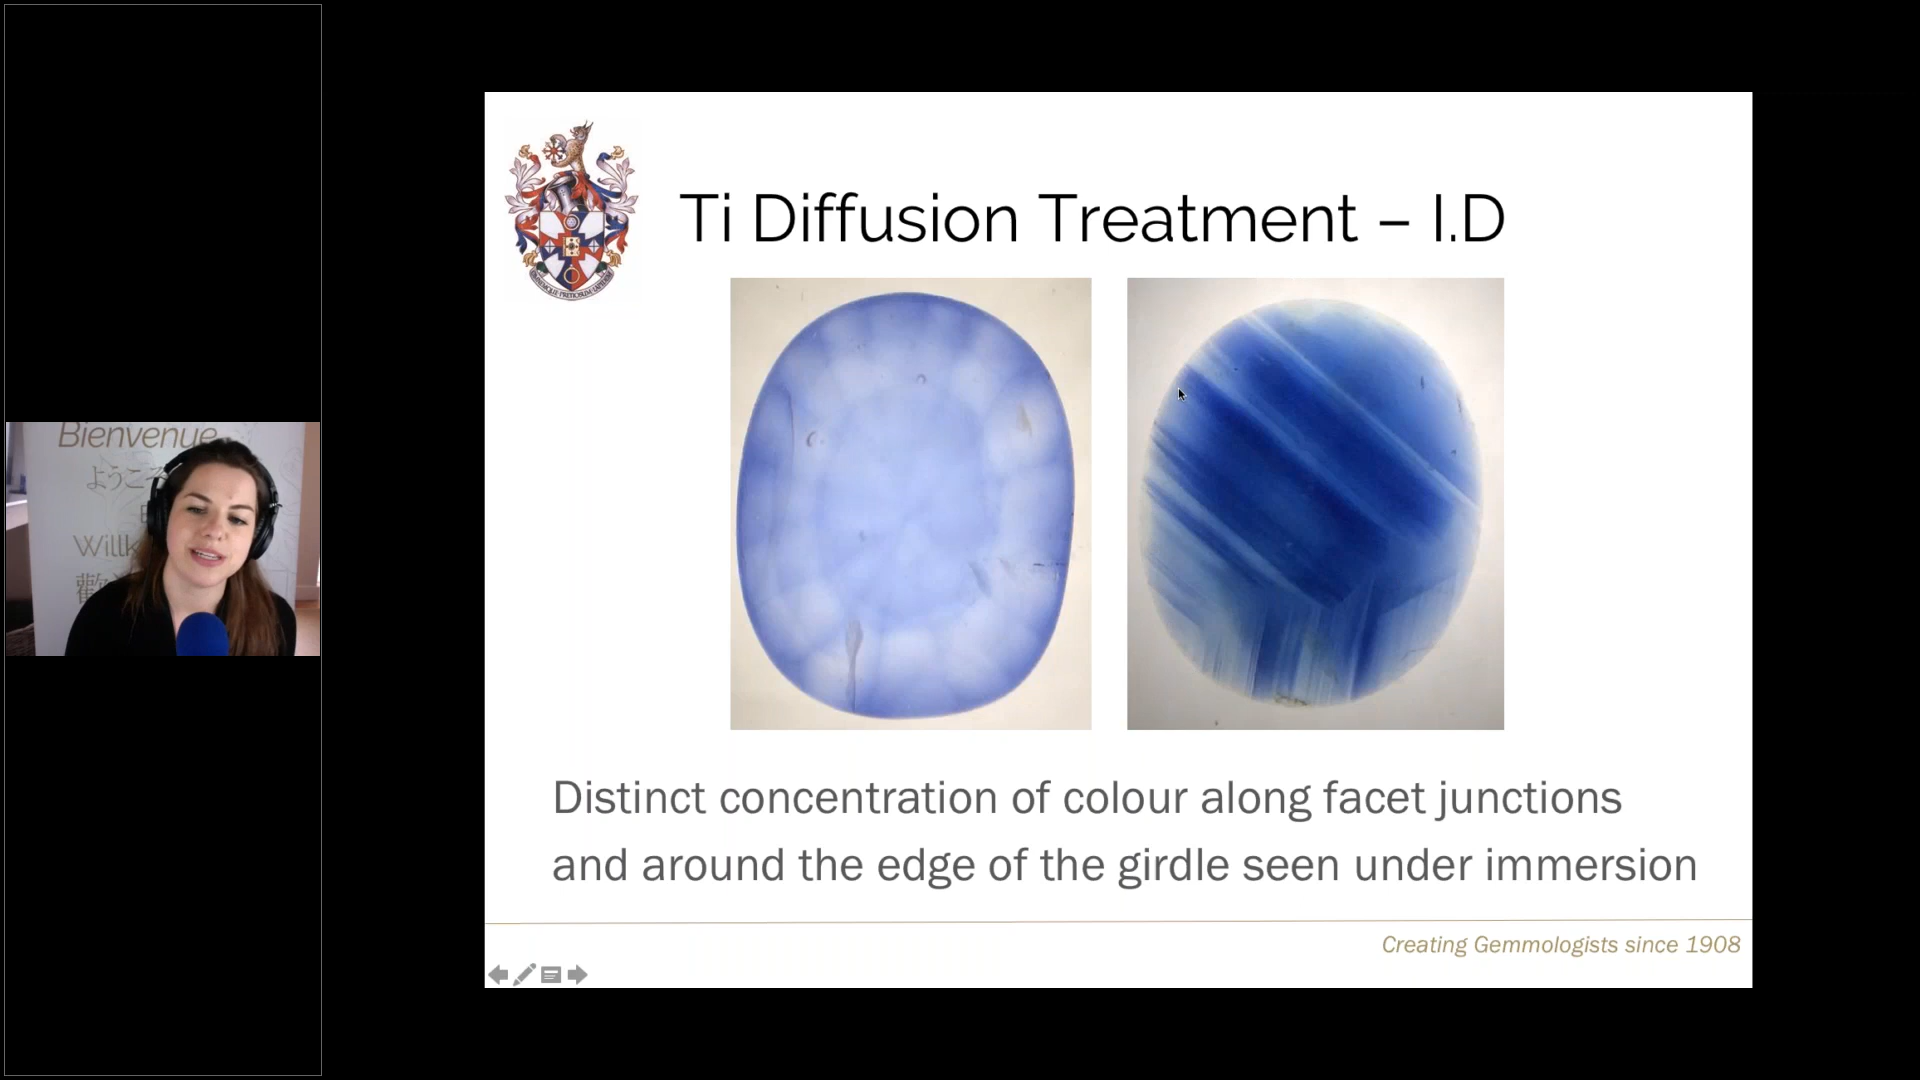 Bienvenue
ようこそ
Willk
歡
Ti Diffusion Treatment – I.D
Distinct concentration of colour along facet junctions
and around the edge of the girdle seen under immersion
Creating Gemmologists since 1908